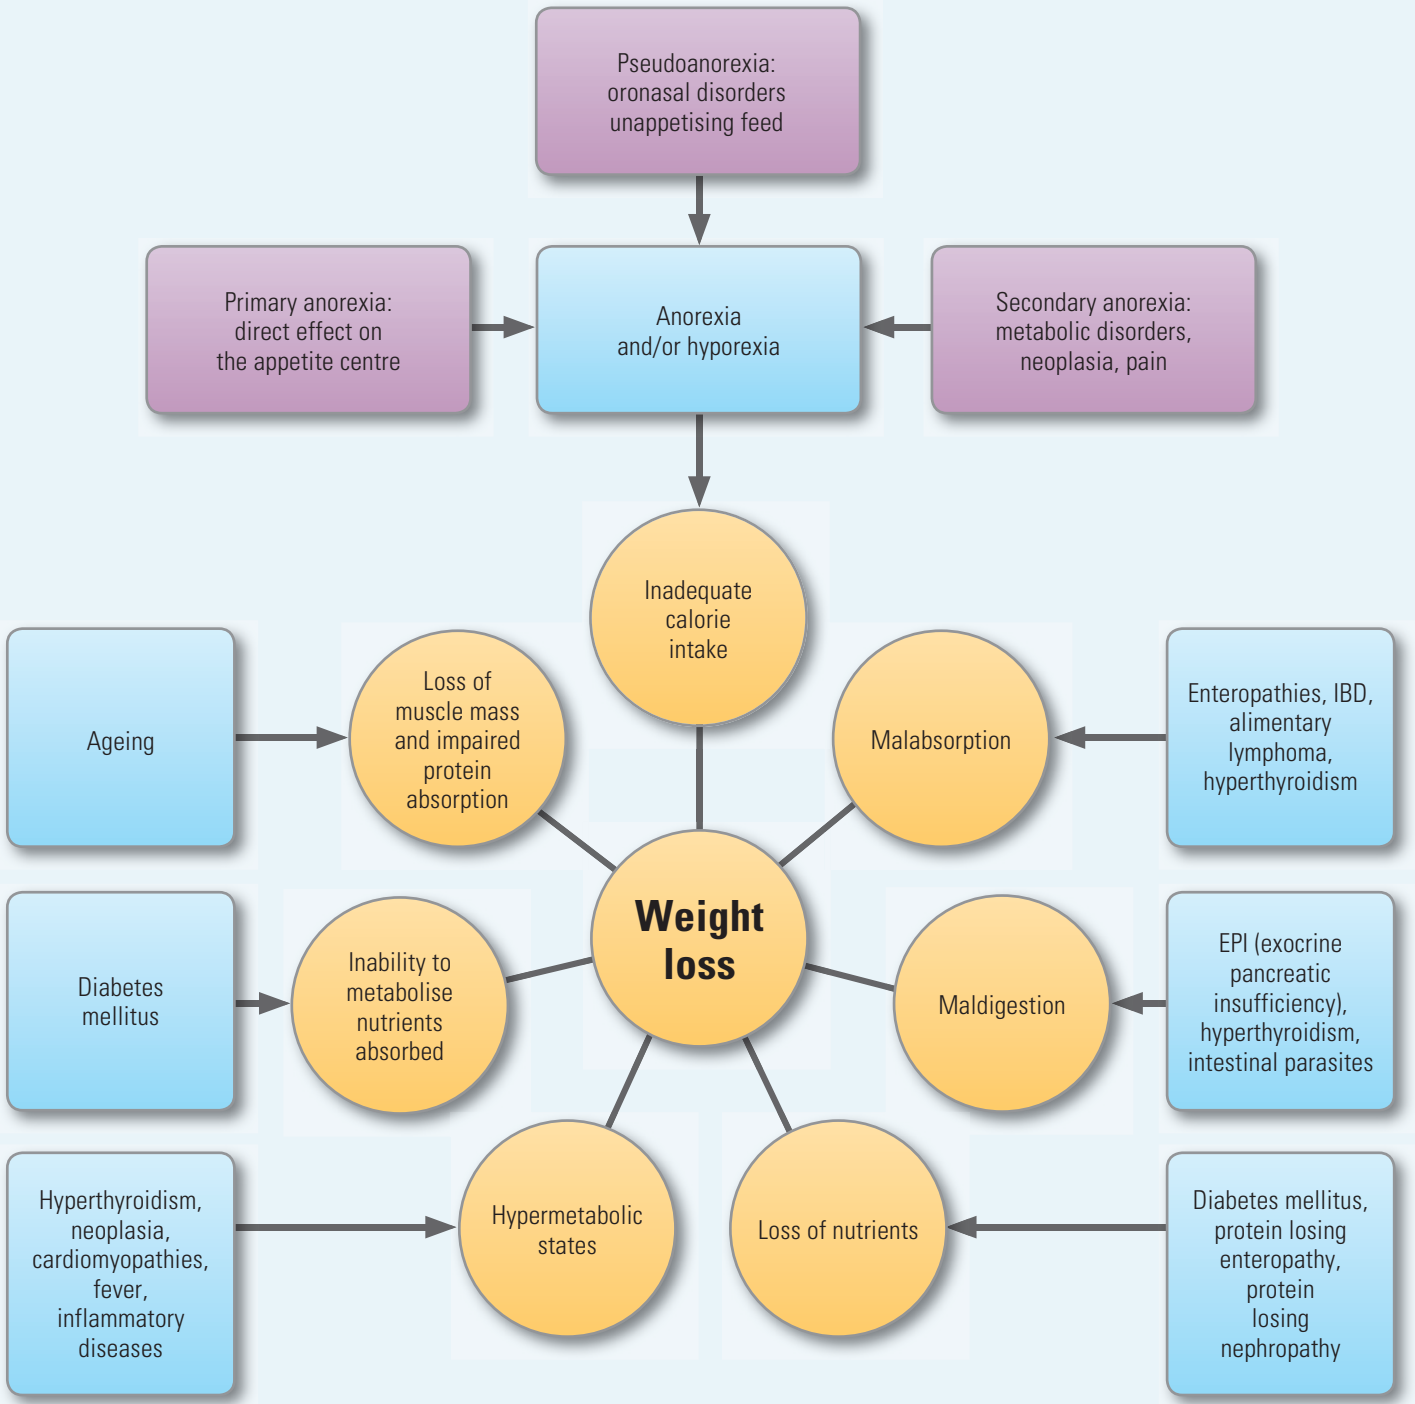 Pseudoanorexia:
oronasal disorders
unappetising feed
Primary anorexia:
direct effect on
the appetite centre
Anorexia
and/or hyporexia
Secondary anorexia:
metabolic disorders,
neoplasia, pain
Inadequate
calorie
intake
Ageing
Loss of
muscle mass
and impaired
protein
absorption
Malabsorption
Enteropathies, IBD,
alimentary
lymphoma,
hyperthyroidism
Weight
loss
Diabetes
mellitus
Inability to
metabolise
nutrients
absorbed
Maldigestion
EPI (exocrine
pancreatic
insufficiency),
hyperthyroidism,
intestinal parasites
Hyperthyroidism,
neoplasia,
cardiomyopathies,
fever,
inflammatory
diseases
Hypermetabolic
states
Loss of nutrients
Diabetes mellitus,
protein losing
enteropathy,
protein
losing
nephropathy